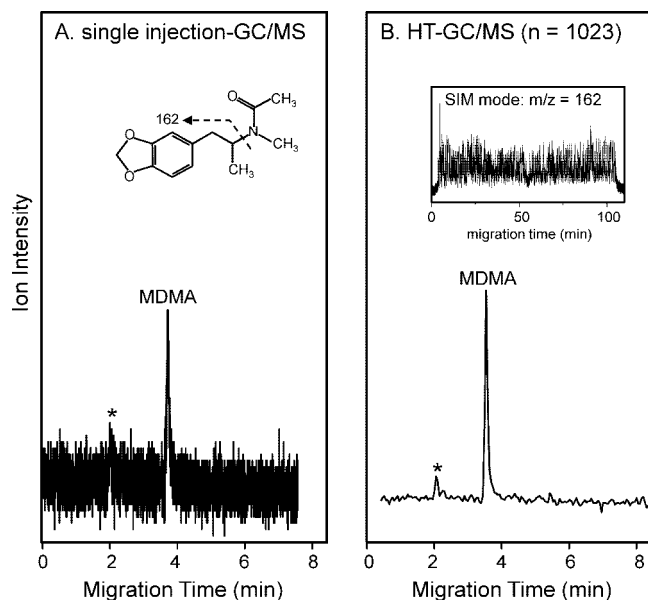 A. single injection-GC/MS
O
CH₃
162
N
O
CH₃
CH₃
O
MDMA
*
Ion Intensity
0 2 4 6 8
Migration Time (min)
B. HT-GC/MS (n = 1023)
SIM mode: m/z = 162
0 50 100
migration time (min)
MDMA
*
0 2 4 6 8
Migration Time (min)